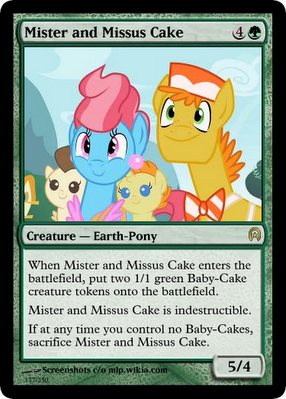 Mister and Missus Cake 4
Creature — Earth-Pony
When Mister and Missus Cake enters the
battlefield, put two 1/1 green Baby-Cake
creature tokens onto the battlefield.
Mister and Missus Cake is indestructible.
If at any time you control no Baby-Cakes,
sacrifice Mister and Missus Cake.
5/4
Screenshots c/o mlp.wikia.com
177/250